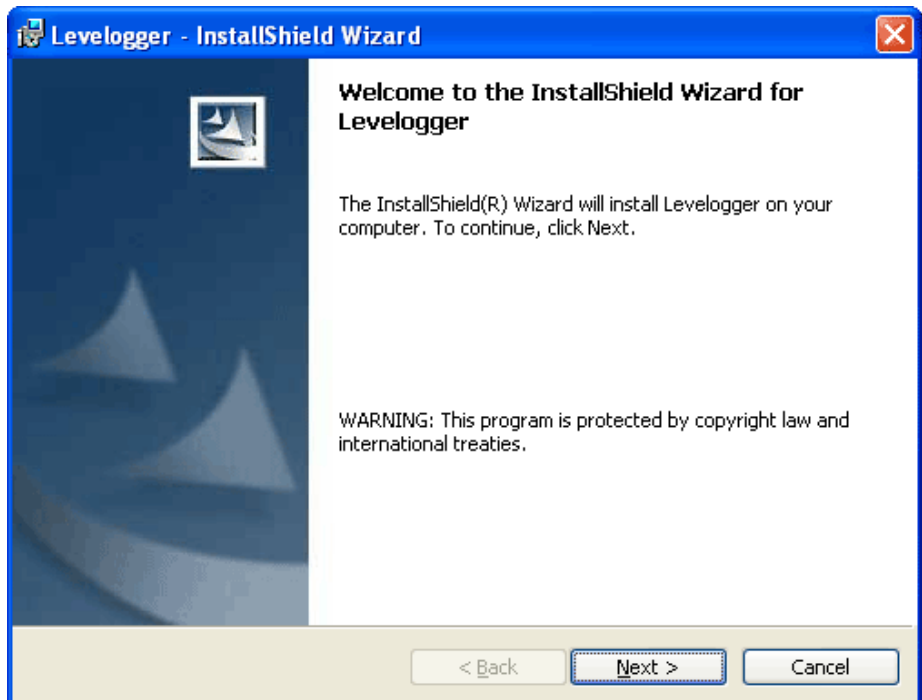 Levelogger - InstallShield Wizard
Welcome to the InstallShield Wizard for
Levelogger
The InstallShield(R) Wizard will install Levelogger on your
computer. To continue, click Next.
WARNING: This program is protected by copyright law and
international treaties.
< Back
Next >
Cancel